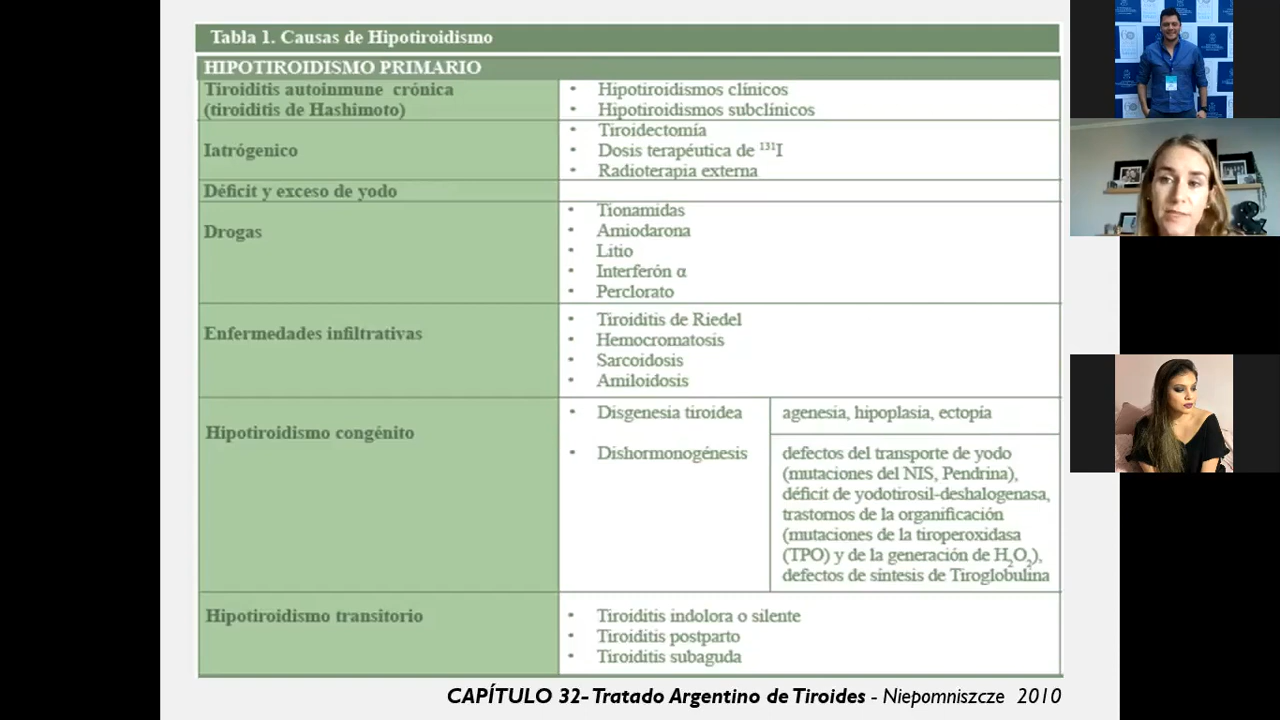 Tabla 1. Causas de Hipotiroidismo
HIPOTIROIDISMO PRIMARIO
Tiroiditis autoinmune crónica
(tiroiditis de Hashimoto)
• Hipotiroidismos clínicos
• Hipotiroidismos subclínicos
Iatrógenico
• Tiroidectomía
• Dosis terapéutica de ¹³¹I
• Radioterapia externa
Déficit y exceso de yodo
Drogas
• Tionamidas
• Amiodarona
• Litio
• Interferón α
• Perclorato
Enfermedades infiltrativas
• Tiroiditis de Riedel
• Hemocromatosis
• Sarcoidosis
• Amiloidosis
Hipotiroidismo congénito
• Disgenesia tiroidea
agenesia, hipoplasia, ectopía
• Dishormonogénesis
defectos del transporte de yodo
(mutaciones del NIS, Pendrina),
déficit de yodotirosil-deshalogenasa,
trastornos de la organificación
(mutaciones de la tiroperoxidasa
(TPO) y de la generación de H₂O₂),
defectos de síntesis de Tiroglobulina
Hipotiroidismo transitorio
• Tiroiditis indolora o silente
• Tiroiditis postparto
• Tiroiditis subaguda
CAPÍTULO 32- Tratado Argentino de Tiroides - Niepomniszcze 2010